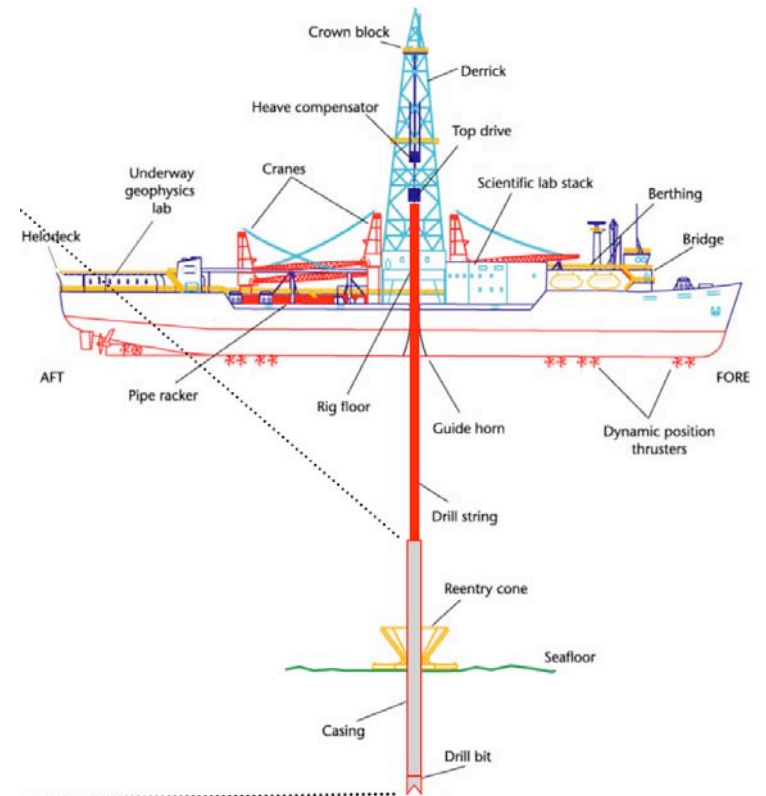 Crown block
Derrick
Heave compensator
Top drive
Underway
geophysics
lab
Cranes
Scientific lab stack
Berthing
Helodeck
Bridge
AFT
Pipe racker
Rig floor
Guide horn
FORE
Dynamic position
thrusters
Drill string
Reentry cone
Seafloor
Casing
Drill bit